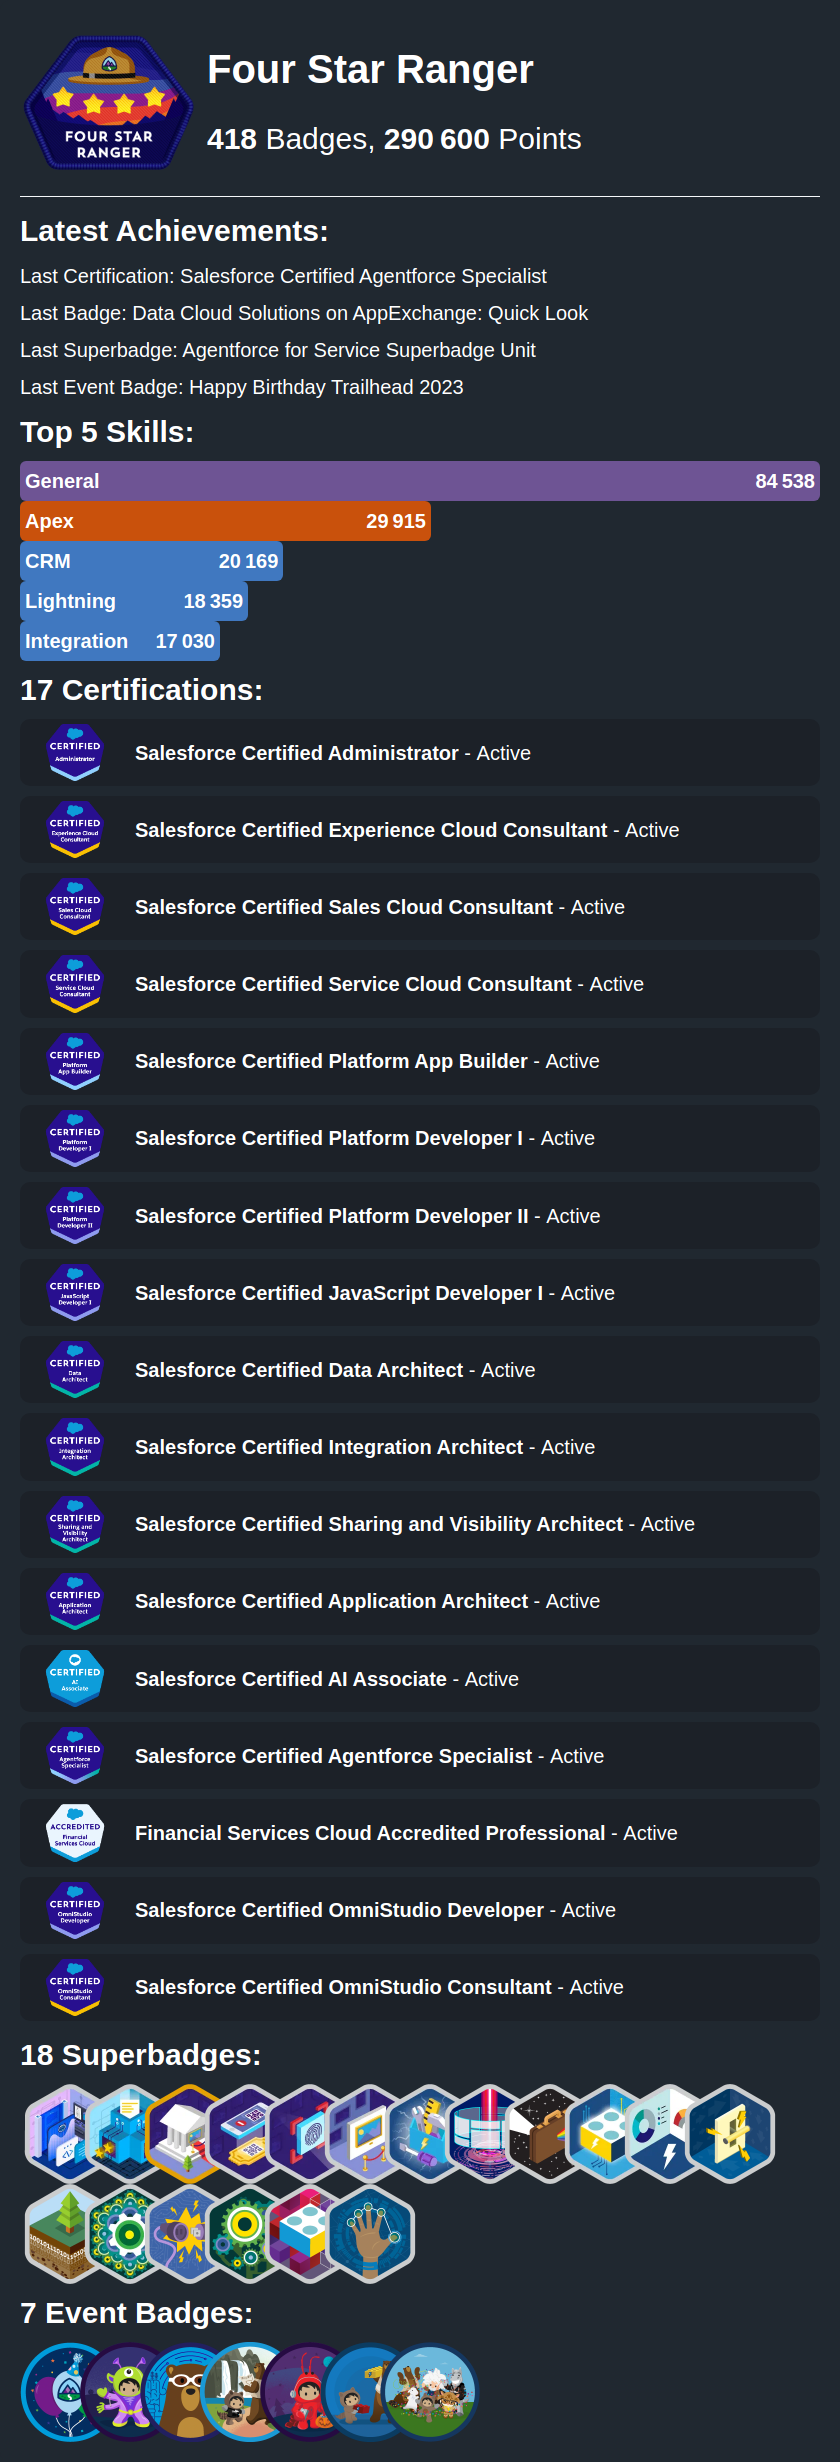 FOUR STAR
RANGER
Four Star Ranger
418 Badges, 290 600 Points
Latest Achievements:
Last Certification: Salesforce Certified Agentforce Specialist
Last Badge: Data Cloud Solutions on AppExchange: Quick Look
Last Superbadge: Agentforce for Service Superbadge Unit
Last Event Badge: Happy Birthday Trailhead 2023
Top 5 Skills:
General 84 538
Apex 29 915
CRM 20 169
Lightning 18 359
Integration 17 030
17 Certifications:
CERTIFIED
Administrator
Salesforce Certified Administrator - Active
CERTIFIED
Experience Cloud
Consultant
Salesforce Certified Experience Cloud Consultant - Active
CERTIFIED
Sales Cloud
Consultant
Salesforce Certified Sales Cloud Consultant - Active
CERTIFIED
Service Cloud
Consultant
Salesforce Certified Service Cloud Consultant - Active
CERTIFIED
Platform
App Builder
Salesforce Certified Platform App Builder - Active
CERTIFIED
Platform
Developer I
Salesforce Certified Platform Developer I - Active
CERTIFIED
Platform
Developer II
Salesforce Certified Platform Developer II - Active
CERTIFIED
JavaScript
Developer I
Salesforce Certified JavaScript Developer I - Active
CERTIFIED
Data
Architect
Salesforce Certified Data Architect - Active
CERTIFIED
Integration
Architect
Salesforce Certified Integration Architect - Active
CERTIFIED
Sharing and
Visibility
Architect
Salesforce Certified Sharing and Visibility Architect - Active
CERTIFIED
Application
Architect
Salesforce Certified Application Architect - Active
CERTIFIED
AI
Associate
Salesforce Certified AI Associate - Active
CERTIFIED
Agentforce
Specialist
Salesforce Certified Agentforce Specialist - Active
ACCREDITED
Financial
Services Cloud
Financial Services Cloud Accredited Professional - Active
CERTIFIED
OmniStudio
Developer
Salesforce Certified OmniStudio Developer - Active
CERTIFIED
OmniStudio
Consultant
Salesforce Certified OmniStudio Consultant - Active
18 Superbadges:
7 Event Badges: